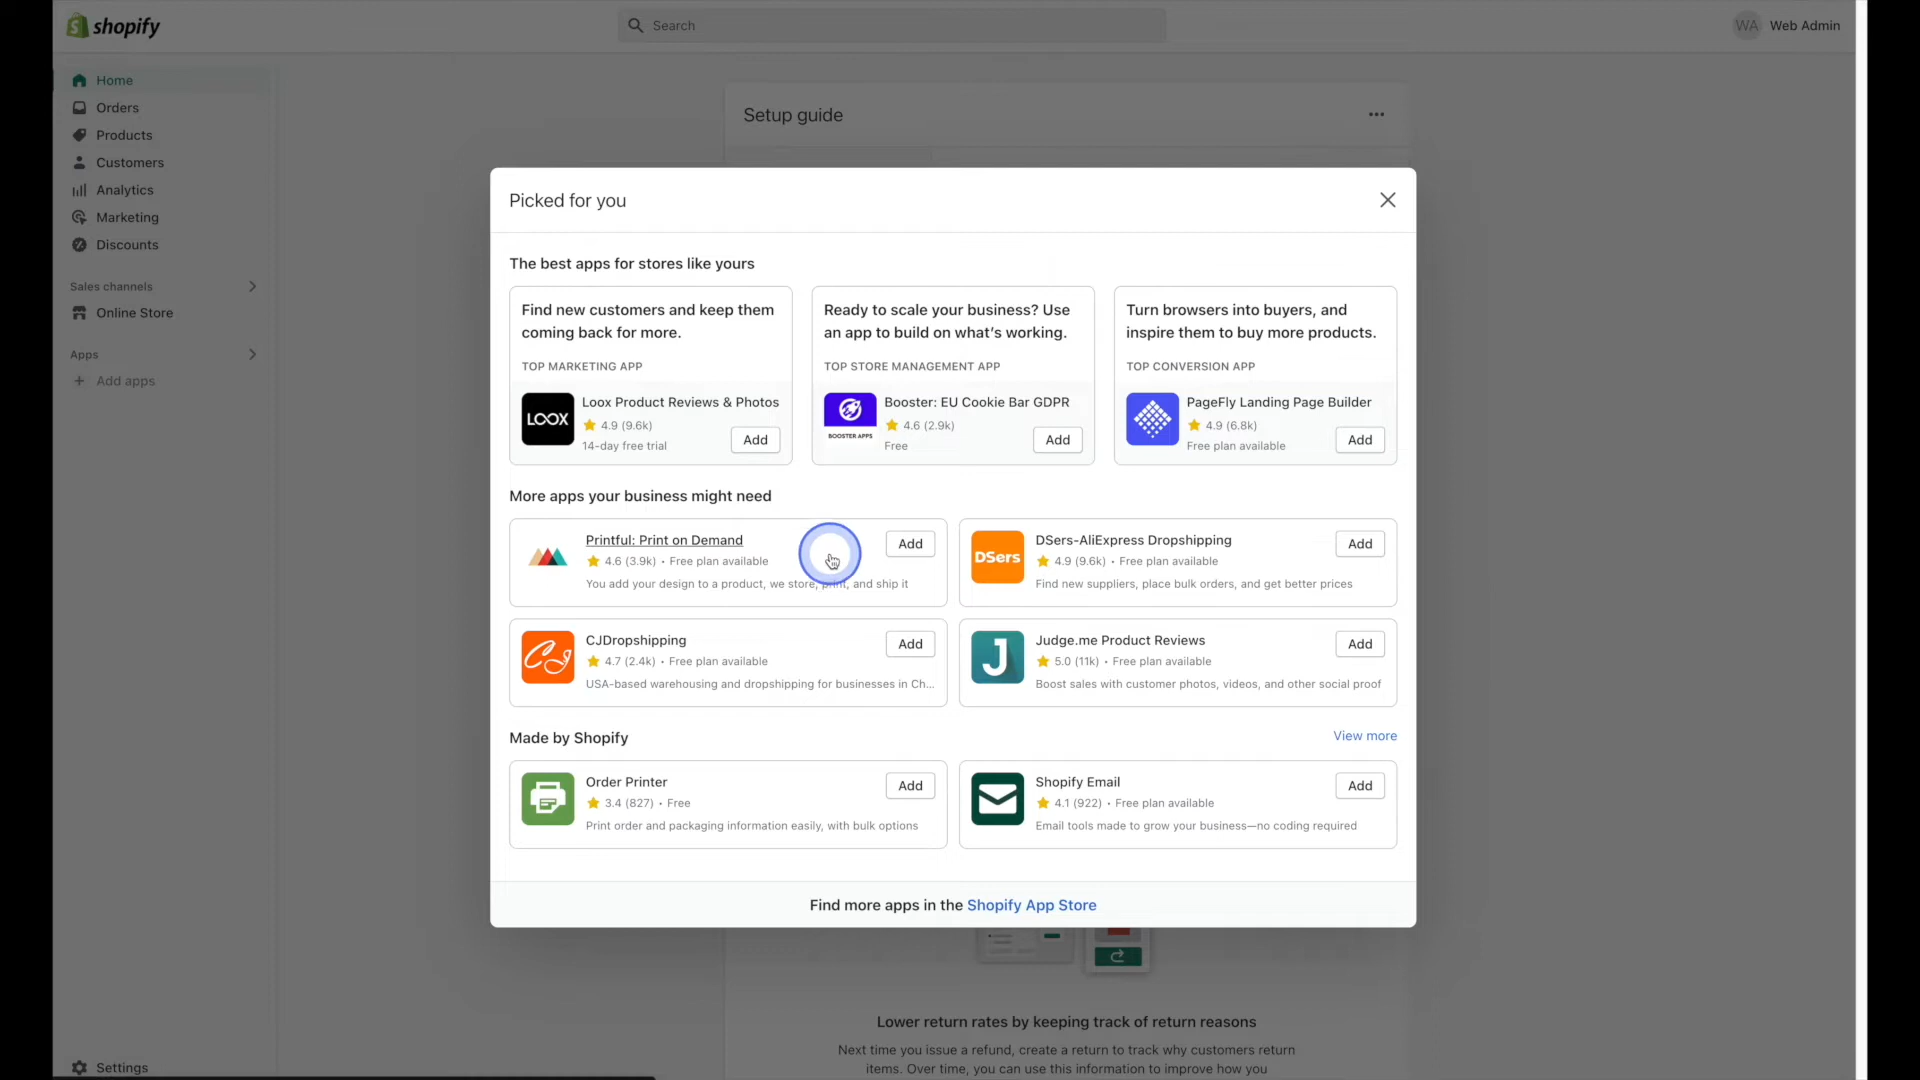 shopify
Search
WA Web Admin
Home
Orders
Products
Customers
Analytics
Marketing
Discounts
Sales channels
Online Store
Apps
Add apps
Settings
Setup guide
Picked for you
The best apps for stores like yours
Find new customers and keep them
coming back for more.
TOP MARKETING APP
LOOX
Loox Product Reviews & Photos
4.9 (9.6k)
14-day free trial
Add
Ready to scale your business? Use
an app to build on what's working.
TOP STORE MANAGEMENT APP
BOOSTER APPS
Booster: EU Cookie Bar GDPR
4.6 (2.9k)
Free
Add
Turn browsers into buyers, and
inspire them to buy more products.
TOP CONVERSION APP
PageFly Landing Page Builder
4.9 (6.8k)
Free plan available
Add
More apps your business might need
Printful: Print on Demand
4.6 (3.9k) • Free plan available
You add your design to a product, we store, print, and ship it
Add
DSers
DSers-AliExpress Dropshipping
4.9 (9.6k) • Free plan available
Find new suppliers, place bulk orders, and get better prices
Add
CJ
CJDropshipping
4.7 (2.4k) • Free plan available
USA-based warehousing and dropshipping for businesses in Ch...
Add
J
Judge.me Product Reviews
5.0 (11k) • Free plan available
Boost sales with customer photos, videos, and other social proof
Add
Made by Shopify
View more
Order Printer
3.4 (827) • Free
Print order and packaging information easily, with bulk options
Add
Shopify Email
4.1 (922) • Free plan available
Email tools made to grow your business—no coding required
Add
Find more apps in the Shopify App Store
Lower return rates by keeping track of return reasons
Next time you issue a refund, create a return to track why customers return
items. Over time, you can use this information to improve how you